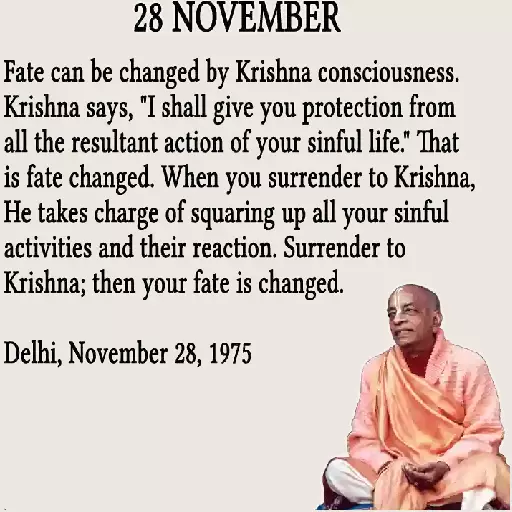 28 NOVEMBER
Fate can be changed by Krishna consciousness.
Krishna says, "I shall give you protection from
all the resultant action of your sinful life." That
is fate changed. When you surrender to Krishna,
He takes charge of squaring up all your sinful
activities and their reaction. Surrender to
Krishna; then your fate is changed.
Delhi, November 28, 1975